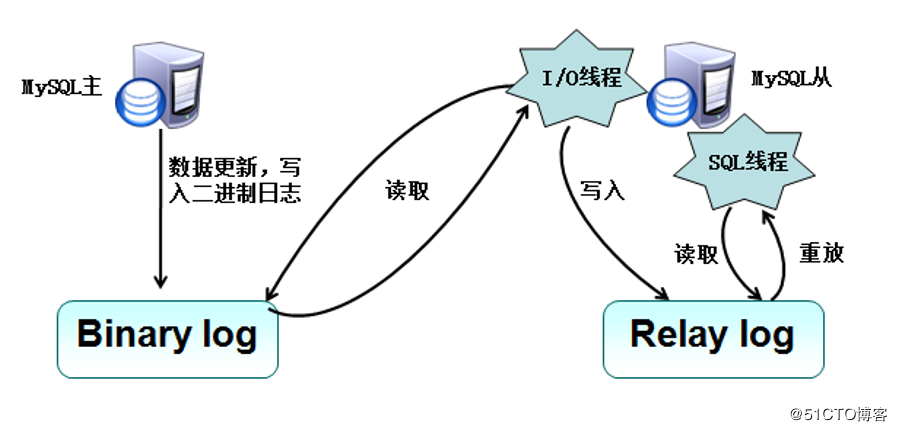 MySQL主
I/O线程
MySQL从
数据更新，写
入二进制日志
读取
写入
SQL线程
读取
重放
Binary log
Relay log
@51CTO博客